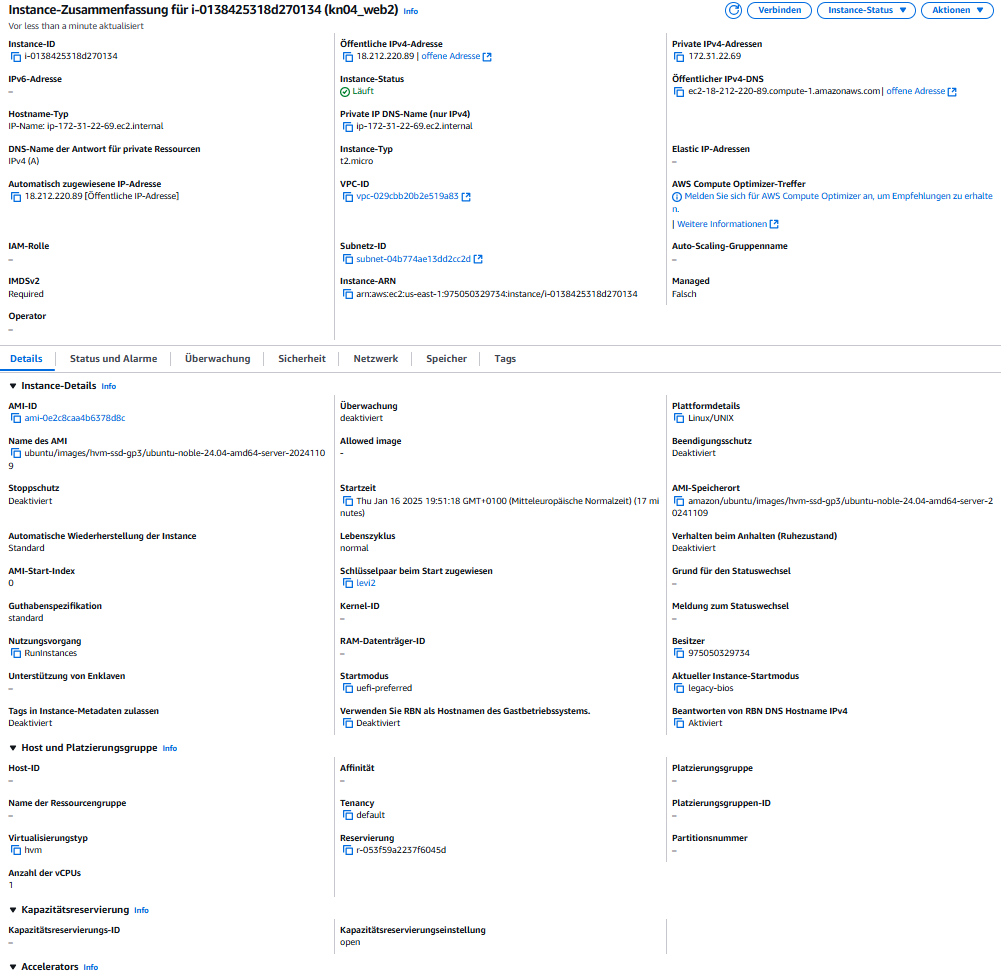 Instance-Zusammenfassung für i-0138425318d270134 (kn04_web2) Info
Verbinden
Instance-Status
Aktionen
Vor less than a minute aktualisiert
Instance-ID
i-0138425318d270134
Öffentliche IPv4-Adresse
18.212.220.89 | offene Adresse
Private IPv4-Adressen
172.31.22.69
IPv6-Adresse
–
Instance-Status
Läuft
Öffentlicher IPv4-DNS
ec2-18-212-220-89.compute-1.amazonaws.com | offene Adresse
Hostname-Typ
IP-Name: ip-172-31-22-69.ec2.internal
Private IP DNS-Name (nur IPv4)
ip-172-31-22-69.ec2.internal
DNS-Name der Antwort für private Ressourcen
IPv4 (A)
Instance-Typ
t2.micro
Elastic IP-Adressen
–
Automatisch zugewiesene IP-Adresse
18.212.220.89 [Öffentliche IP-Adresse]
VPC-ID
vpc-029cbb20b2e519a83
AWS Compute Optimizer-Treffer
Melden Sie sich für AWS Compute Optimizer an, um Empfehlungen zu erhalte
n.
| Weitere Informationen
IAM-Rolle
–
Subnetz-ID
subnet-04b774ae13dd2cc2d
Auto-Scaling-Gruppenname
–
IMDSv2
Required
Instance-ARN
arn:aws:ec2:us-east-1:975050329734:instance/i-0138425318d270134
Managed
Falsch
Operator
–
Details
Status und Alarme
Überwachung
Sicherheit
Netzwerk
Speicher
Tags
Instance-Details Info
AMI-ID
ami-0e2c8caa4b6378d8c
Überwachung
deaktiviert
Plattformdetails
Linux/UNIX
Name des AMI
ubuntu/images/hvm-ssd-gp3/ubuntu-noble-24.04-amd64-server-2024110
9
Allowed image
-
Beendigungsschutz
Deaktiviert
Stoppschutz
Deaktiviert
Startzeit
Thu Jan 16 2025 19:51:18 GMT+0100 (Mitteleuropäische Normalzeit) (17 mi
nutes)
AMI-Speicherort
amazon/ubuntu/images/hvm-ssd-gp3/ubuntu-noble-24.04-amd64-server-2
0241109
Automatische Wiederherstellung der Instance
Standard
Lebenszyklus
normal
Verhalten beim Anhalten (Ruhezustand)
Deaktiviert
AMI-Start-Index
0
Schlüsselpaar beim Start zugewiesen
levi2
Grund für den Statuswechsel
–
Guthabenspezifikation
standard
Kernel-ID
–
Meldung zum Statuswechsel
–
Nutzungsvorgang
RunInstances
RAM-Datenträger-ID
–
Besitzer
975050329734
Unterstützung von Enklaven
–
Startmodus
uefi-preferred
Aktueller Instance-Startmodus
legacy-bios
Tags in Instance-Metadaten zulassen
Deaktiviert
Verwenden Sie RBN als Hostnamen des Gastbetriebssystems.
Deaktiviert
Beantworten von RBN DNS Hostname IPv4
Aktiviert
Host und Platzierungsgruppe Info
Host-ID
–
Affinität
–
Platzierungsgruppe
–
Name der Ressourcengruppe
–
Tenancy
default
Platzierungsgruppen-ID
–
Virtualisierungstyp
hvm
Reservierung
r-053f59a2237f6045d
Partitionsnummer
–
Anzahl der vCPUs
1
Kapazitätsreservierung Info
Kapazitätsreservierungs-ID
–
Kapazitätsreservierungseinstellung
open
Accelerators Info